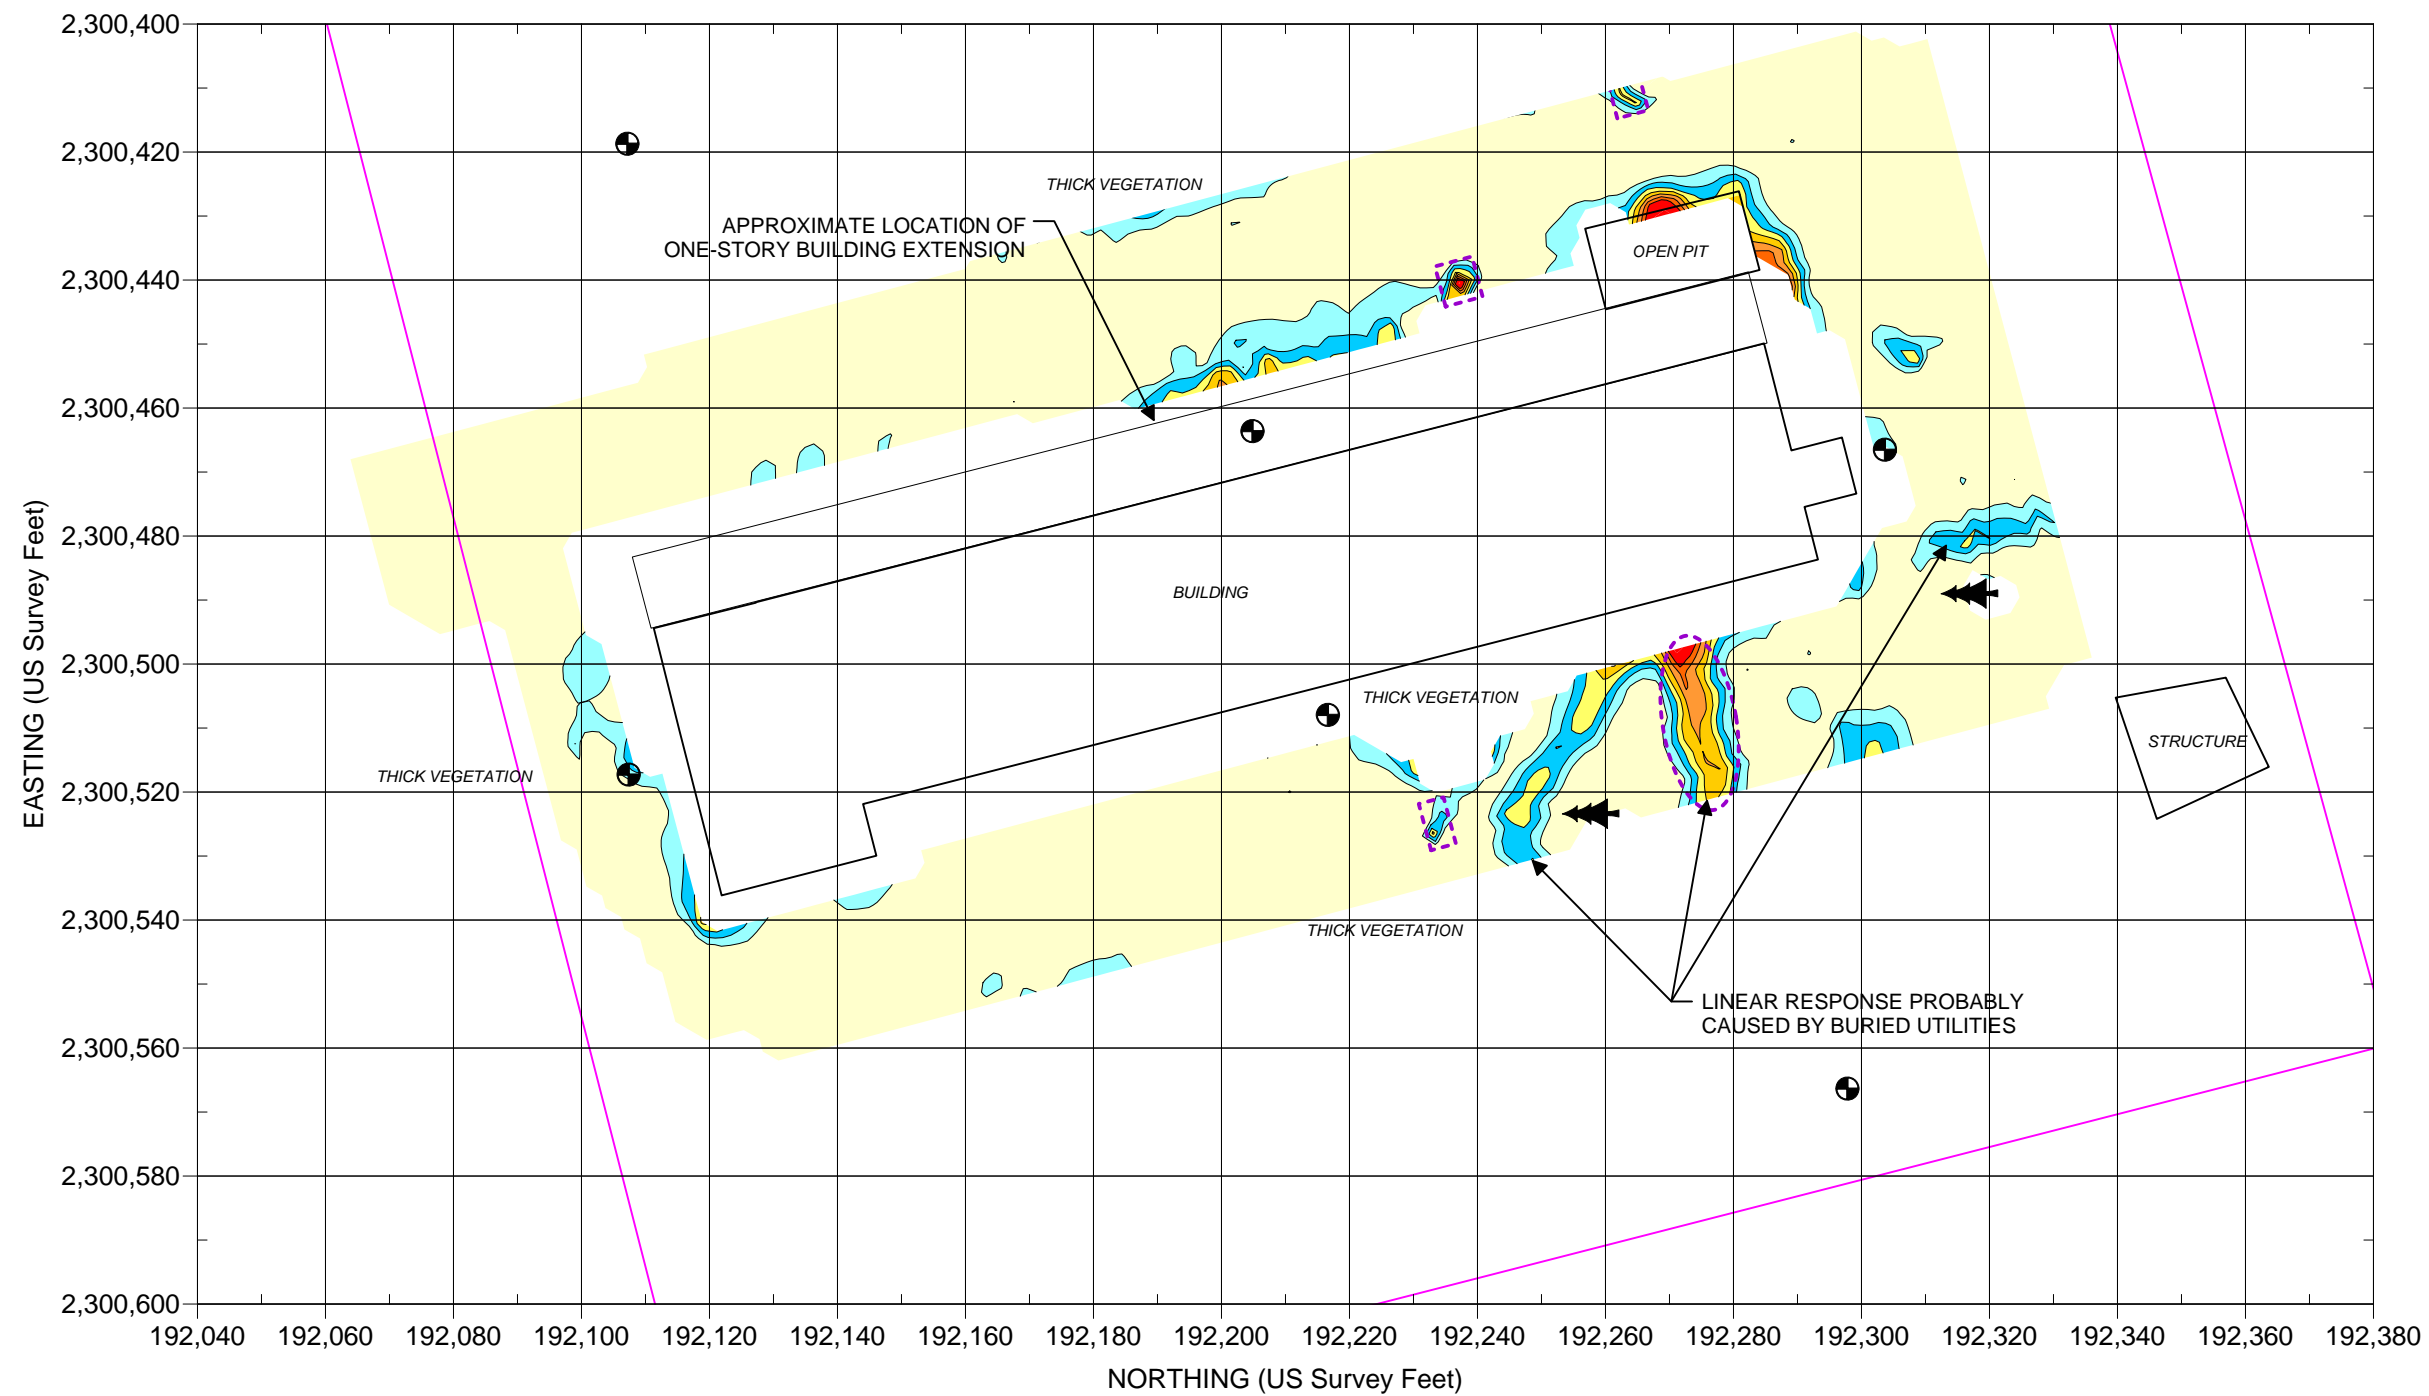 2,300,400
2,300,420
2,300,440
2,300,460
2,300,480
2,300,500
2,300,520
2,300,540
2,300,560
2,300,580
2,300,600
EASTING (US Survey Feet)
THICK VEGETATION
APPROXIMATE LOCATION OF
ONE-STORY BUILDING EXTENSION
OPEN PIT
BUILDING
THICK VEGETATION
STRUCTURE
THICK VEGETATION
THICK VEGETATION
LINEAR RESPONSE PROBABLY
CAUSED BY BURIED UTILITIES
192,040
192,060
192,080
192,100
192,120
192,140
192,160
192,180
192,200
192,220
192,240
192,260
192,280
192,300
192,320
192,340
192,360
192,380
NORTHING (US Survey Feet)